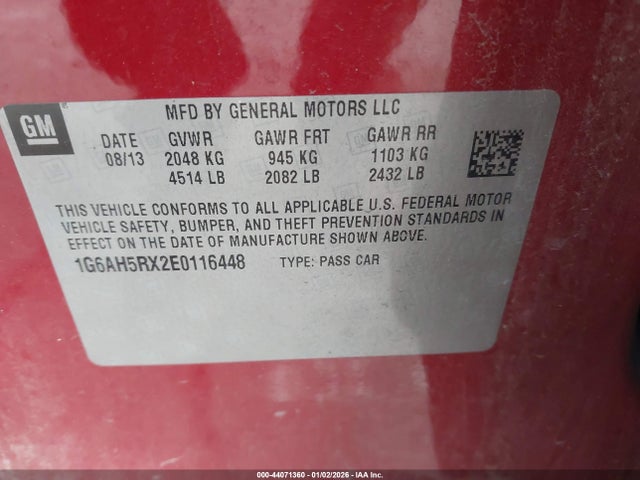 GM
MFD BY GENERAL MOTORS LLC
DATE GVWR GAWR FRT GAWR RR
08/13 2048 KG 945 KG 1103 KG
4514 LB 2082 LB 2432 LB
THIS VEHICLE CONFORMS TO ALL APPLICABLE U.S. FEDERAL MOTOR
VEHICLE SAFETY, BUMPER, AND THEFT PREVENTION STANDARDS IN
EFFECT ON THE DATE OF MANUFACTURE SHOWN ABOVE.
1G6AH5RX2E0116448 TYPE: PASS CAR
000-44071360 - 01/02/2026 - IAA Inc.